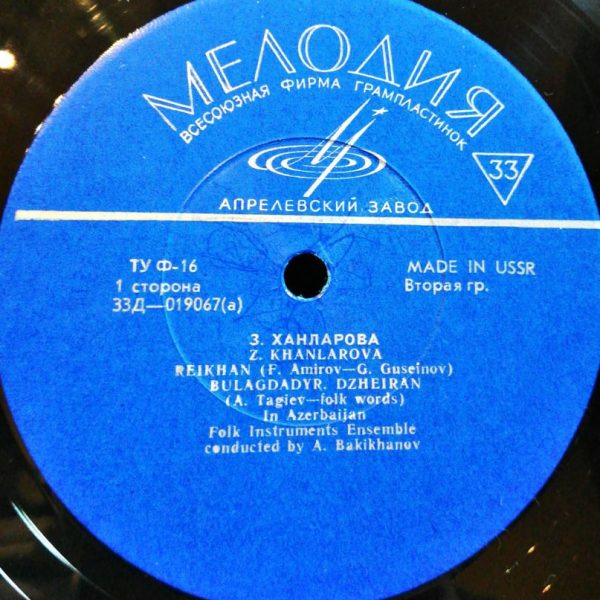 МЕЛОДИЯ
ВСЕСОЮЗНАЯ ФИРМА ГРАМПЛАСТИНОК
33
АПРЕЛЕВСКИЙ ЗАВОД
ТУ Ф-16
MADE IN USSR
1 сторона
Вторая гр.
33Д—019067(а)
З. ХАНЛАРОВА
Z. KHANLAROVA
REIKHAN (F. Amirov—G. Guseinov)
BULAGDADYR. DZHEIRAN
(A. Tagiev—folk words)
In Azerbaijan
Folk Instruments Ensemble
conducted by A. Bakikhanov